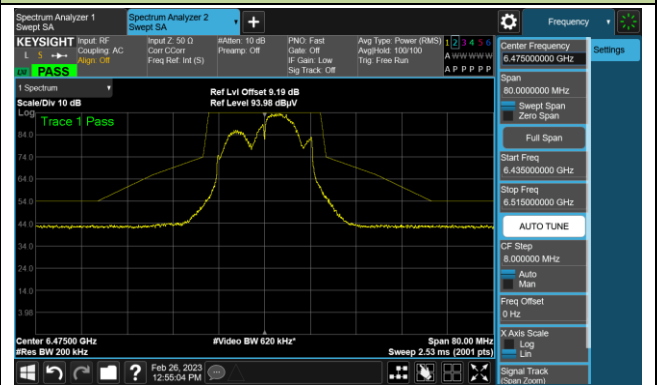 Spectrum Analyzer 1
Swept SA
Spectrum Analyzer 2
Swept SA
+
Frequency
KEYSIGHT
L S
PASS
Input: RF
Coupling: AC
Align: Off
Input Z: 50 Ω
Corr CCorr
Freq Ref: Int (S)
#Atten: 10 dB
Preamp: Off
PNO: Fast
Gate: Off
IF Gain: Low
Sig Track: Off
Avg Type: Power (RMS)
Avg|Hold: 100/100
Trig: Free Run
1 2 3 4 5 6
A W W W W W
A P P P P P
1 Spectrum
Scale/Div 10 dB
Ref Lvl Offset 9.19 dB
Ref Level 93.98 dBµV
Log
Trace 1 Pass
84.0
74.0
64.0
54.0
44.0
34.0
24.0
14.0
3.98
Center 6.47500 GHz
#Res BW 200 kHz
#Video BW 620 kHz*
Span 80.00 MHz
Sweep 2.53 ms (2001 pts)
Center Frequency
6.475000000 GHz
Settings
Span
80.0000000 MHz
Swept Span
Zero Span
Full Span
Start Freq
6.435000000 GHz
Stop Freq
6.515000000 GHz
AUTO TUNE
CF Step
8.000000 MHz
Auto
Man
Freq Offset
0 Hz
X Axis Scale
Log
Lin
Signal Track
(Span Zoom)
?
Feb 26, 2023
12:55:04 PM